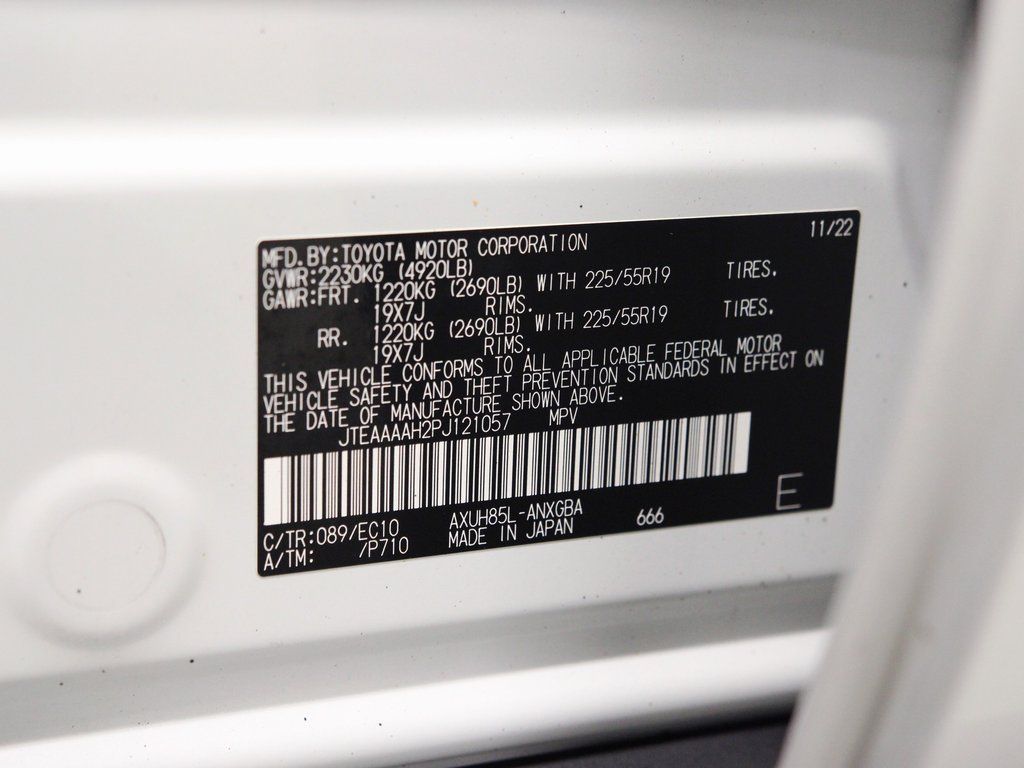 11/22
MFD. BY:TOYOTA MOTOR CORPORATION
GVWR:2230KG (4920LB)
GAWR:FRT. 1220KG (2690LB) WITH 225/55R19 TIRES.
19X7J RIMS.
RR. 1220KG (2690LB) WITH 225/55R19 TIRES.
19X7J RIMS.
THIS VEHICLE CONFORMS TO ALL APPLICABLE FEDERAL MOTOR
VEHICLE SAFETY AND THEFT PREVENTION STANDARDS IN EFFECT ON
THE DATE OF MANUFACTURE SHOWN ABOVE.
JTEAAAAH2PJ121057 MPV
E
C/TR:089/EC10 AXUH85L-ANXGBA 666
A/TM: /P710 MADE IN JAPAN